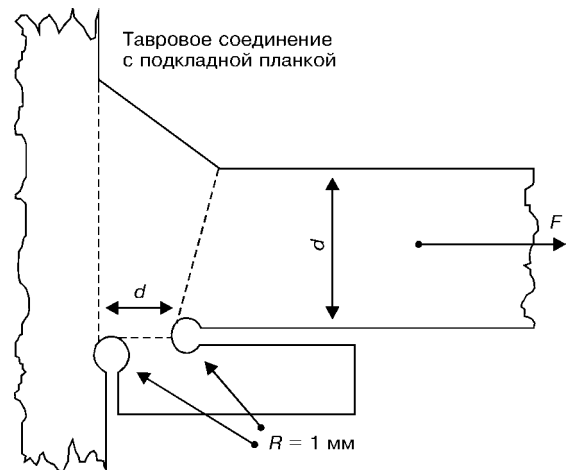 Тавровое соединение
с подкладной планкой
d
F
d
R = 1 мм